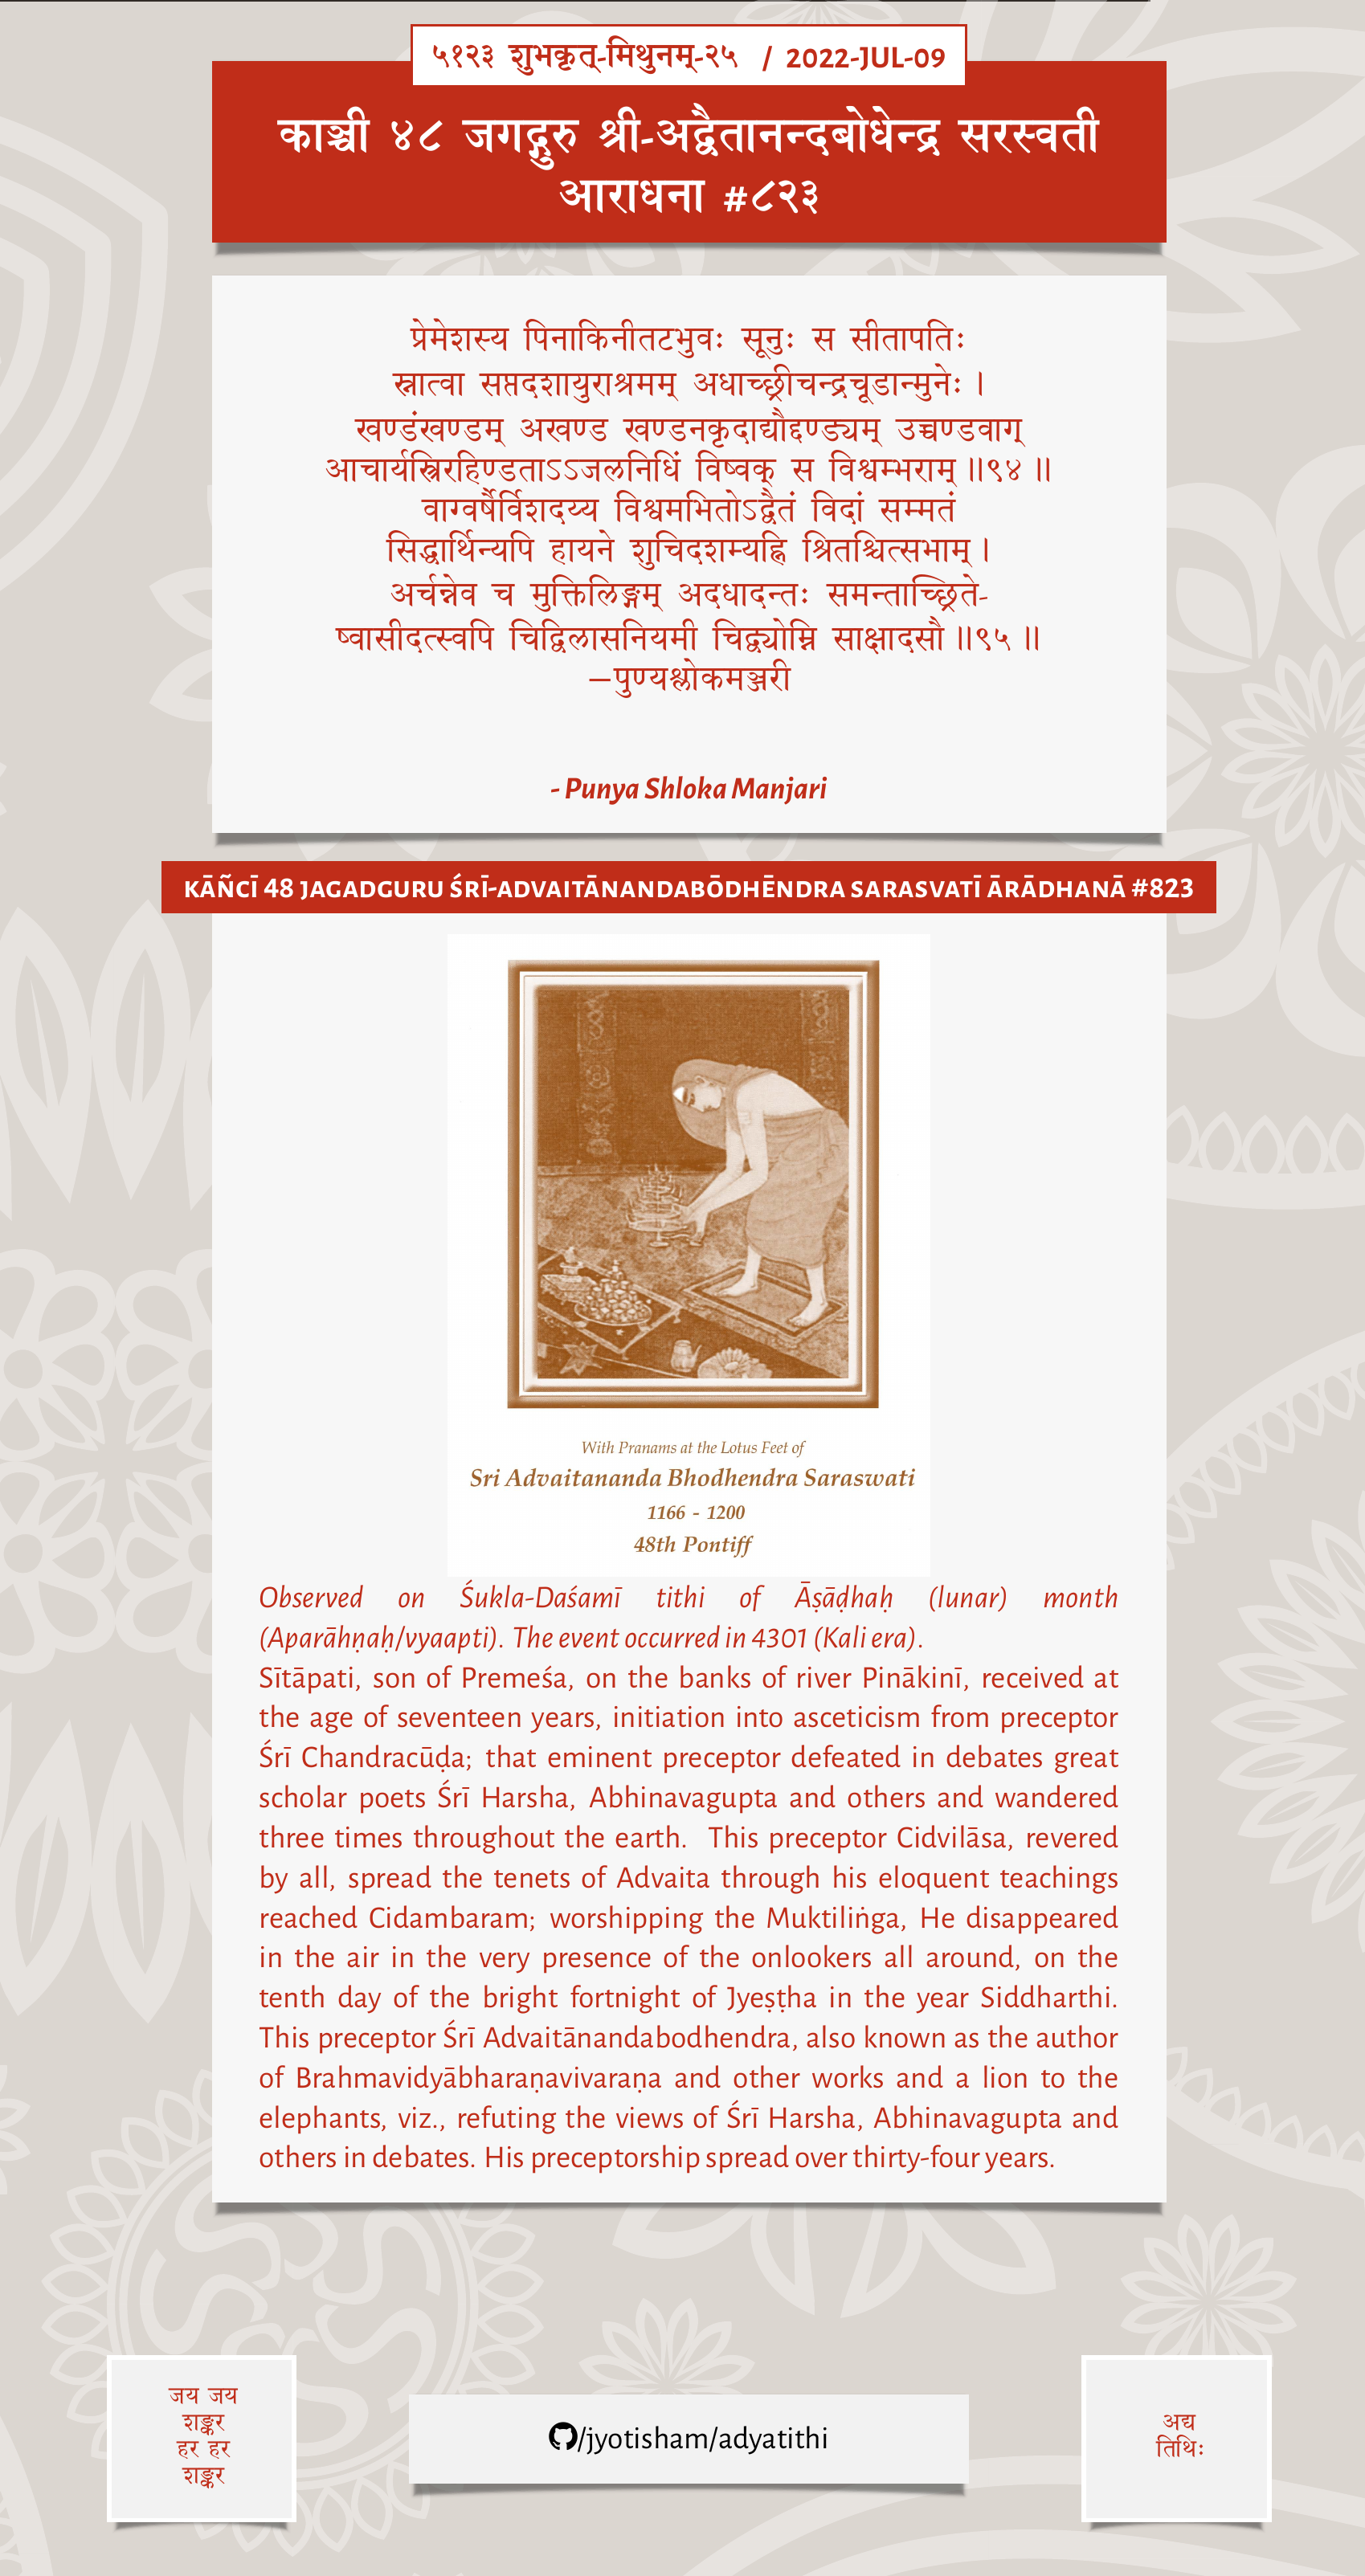 ५१२३ शुभकृत्-मिथुनम्-२५ / 2022-JUL-09
काञ्ची ४८ जगद्गुरु श्री-अद्वैतानन्दबोधेन्द्र सरस्वती
आराधना #८२३
प्रेमेशस्य पिनाकिनीतटभुवः सूनुः स सीतापतिः
स्नात्वा सप्तदशायुराश्रमम् अधाच्छ्रीचन्द्रचूडान्मुनेः ।
खण्डंखण्डम् अखण्ड खण्डनकृदाद्यौद्दण्ड्यम् उच्चण्डवाग्
आचार्यस्त्रिरहिण्डताऽऽजलनिधिं विष्वक् स विश्वम्भराम् ॥९४ ॥
वाग्वर्षैर्विशदय्य विश्वमभितोऽद्वैतं विदां सम्मतं
सिद्धार्थिन्यपि हायने शुचिदशम्यह्नि श्रितश्चित्सभाम् ।
अर्चन्नेव च मुक्तिलिङ्गम् अदधादन्तः समन्ताच्छ्रिते-
ष्वासीदत्स्वपि चिद्विलासनियमी चिद्व्योम्नि साक्षादसौ ॥९५ ॥
—पुण्यश्लोकमञ्जरी
- Punya Shloka Manjari
KĀÑCĪ 48 JAGADGURU ŚRĪ-ADVAITĀNANDABŌDHĒNDRA SARASVATĪ ĀRĀDHANĀ #823
With Pranams at the Lotus Feet of
Sri Advaitananda Bhodhendra Saraswati
1166 - 1200
48th Pontiff
Observed on Śukla-Daśamī tithi of Āṣāḍhaḥ (lunar) month
(Aparāhṇaḥ/vyaapti). The event occurred in 4301 (Kali era).
Sītāpati, son of Premeśa, on the banks of river Pinākinī, received at
the age of seventeen years, initiation into asceticism from preceptor
Śrī Chandracūḍa; that eminent preceptor defeated in debates great
scholar poets Śrī Harsha, Abhinavagupta and others and wandered
three times throughout the earth. This preceptor Cidvilāsa, revered
by all, spread the tenets of Advaita through his eloquent teachings
reached Cidambaram; worshipping the Muktiliṅga, He disappeared
in the air in the very presence of the onlookers all around, on the
tenth day of the bright fortnight of Jyeṣṭha in the year Siddharthi.
This preceptor Śrī Advaitānandabodhendra, also known as the author
of Brahmavidyābharaṇavivaraṇa and other works and a lion to the
elephants, viz., refuting the views of Śrī Harsha, Abhinavagupta and
others in debates. His preceptorship spread over thirty-four years.
जय जय
शङ्कर
हर हर
शङ्कर
/jyotisham/adyatithi
अद्य
तिथिः